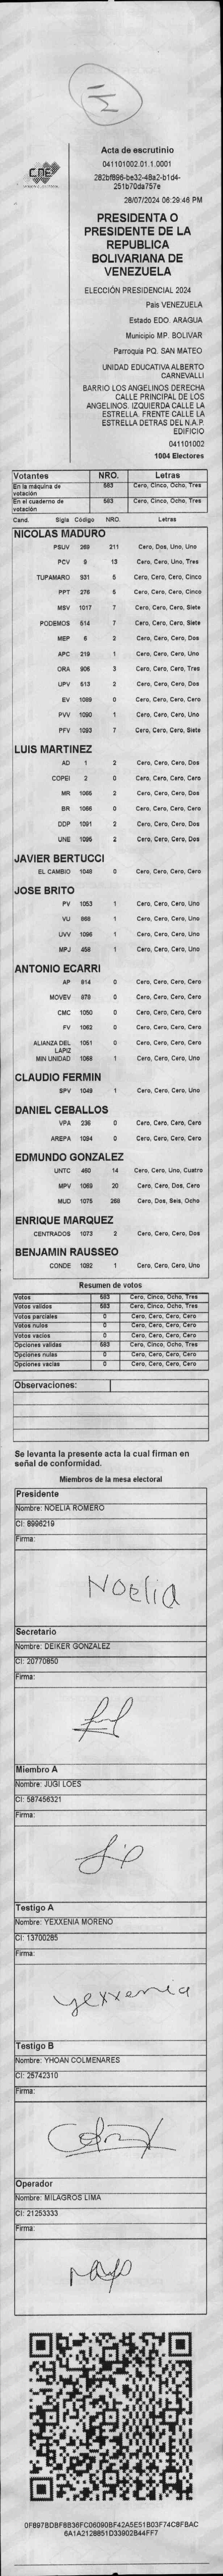 CNE
Acta de escrutinio
041101002.01.1.0001
282bf896-be32-48a2-b1d4-
251b70da757e
28/07/2024 06:29:46 PM
PRESIDENTA O
PRESIDENTE DE LA
REPUBLICA
BOLIVARIANA DE
VENEZUELA
ELECCIÓN PRESIDENCIAL 2024
País VENEZUELA
Estado EDO. ARAGUA
Municipio MP. BOLIVAR
Parroquia PQ. SAN MATEO
UNIDAD EDUCATIVA ALBERTO
CARNEVALLI
BARRIO LOS ANGELINOS DERECHA
CALLE PRINCIPAL DE LOS
ANGELINOS. IZQUIERDA CALLE LA
ESTRELLA. FRENTE CALLE LA
ESTRELLA DETRAS DEL N.A.P.
EDIFICIO
041101002
1004 Electores
Votantes NRO. Letras
En la máquina de votación 583 Cero, Cinco, Ocho, Tres
En el cuaderno de votación 583 Cero, Cinco, Ocho, Tres
Cand. Sigls Código NRO. Letras
NICOLAS MADURO
PSUV 269 211 Cero, Dos, Uno, Uno
PCV 9 13 Cero, Cero, Uno, Tres
TUPAMARO 931 5 Cero, Cero, Cero, Cinco
PPT 276 5 Cero, Cero, Cero, Cinco
MSV 1017 7 Cero, Cero, Cero, Siete
PODEMOS 514 7 Cero, Cero, Cero, Siete
MEP 6 2 Cero, Cero, Cero, Dos
APC 219 1 Cero, Cero, Cero, Uno
ORA 906 3 Cero, Cero, Cero, Tres
UPV 513 2 Cero, Cero, Cero, Dos
EV 1089 0 Cero, Cero, Cero, Cero
PVV 1090 1 Cero, Cero, Cero, Uno
PFV 1093 7 Cero, Cero, Cero, Siete
LUIS MARTINEZ
AD 1 2 Cero, Cero, Cero, Dos
COPEI 2 0 Cero, Cero, Cero, Cero
MR 1065 2 Cero, Cero, Cero, Dos
BR 1066 0 Cero, Cero, Cero, Cero
DDP 1091 2 Cero, Cero, Cero, Dos
UNE 1095 2 Cero, Cero, Cero, Dos
JAVIER BERTUCCI
EL CAMBIO 1048 0 Cero, Cero, Cero, Cero
JOSE BRITO
PV 1053 1 Cero, Cero, Cero, Uno
VU 868 1 Cero, Cero, Cero, Uno
UVV 1096 1 Cero, Cero, Cero, Uno
MPJ 458 1 Cero, Cero, Cero, Uno
ANTONIO ECARRI
AP 914 0 Cero, Cero, Cero, Cero
MOVEV 878 0 Cero, Cero, Cero, Cero
CMC 1050 0 Cero, Cero, Cero, Cero
FV 1062 0 Cero, Cero, Cero, Cero
ALIANZA DEL LAPIZ 1051 0 Cero, Cero, Cero, Cero
MIN UNIDAD 1068 1 Cero, Cero, Cero, Uno
CLAUDIO FERMIN
SPV 1049 1 Cero, Cero, Cero, Uno
DANIEL CEBALLOS
VPA 236 0 Cero, Cero, Cero, Cero
AREPA 1094 0 Cero, Cero, Cero, Cero
EDMUNDO GONZALEZ
UNTC 460 14 Cero, Cero, Uno, Cuatro
MPV 1069 20 Cero, Cero, Dos, Cero
MUD 1075 268 Cero, Dos, Seis, Ocho
ENRIQUE MARQUEZ
CENTRADOS 1073 2 Cero, Cero, Cero, Dos
BENJAMIN RAUSSEO
CONDE 1092 1 Cero, Cero, Cero, Uno
Resumen de votos
Votos 583 Cero, Cinco, Ocho, Tres
Votos validos 583 Cero, Cinco, Ocho, Tres
Votos parciales 0 Cero, Cero, Cero, Cero
Votos nulos 0 Cero, Cero, Cero, Cero
Votos vacios 0 Cero, Cero, Cero, Cero
Opciones validas 583 Cero, Cinco, Ocho, Tres
Opciones nulas 0 Cero, Cero, Cero, Cero
Opciones vacias 0 Cero, Cero, Cero, Cero
Observaciones:
Se levanta la presente acta la cual firman en
señal de conformidad.
Miembros de la mesa electoral
Presidente
Nombre: NOELIA ROMERO
CI: 8996219
Firma:
Noelia
Secretario
Nombre: DEIKER GONZALEZ
CI: 20770850
Firma:
Miembro A
Nombre: JUGI LOES
CI: 587456321
Firma:
Testigo A
Nombre: YEXXENIA MORENO
CI: 13700285
Firma:
yexxenia
Testigo B
Nombre: YHOAN COLMENARES
CI: 25742310
Firma:
Operador
Nombre: MILAGROS LIMA
CI: 21253333
Firma:
0FB97BDBF8B36FC06090BF42A5E51B03F74C8FBAC
6A1A2128851D33902B44FF7